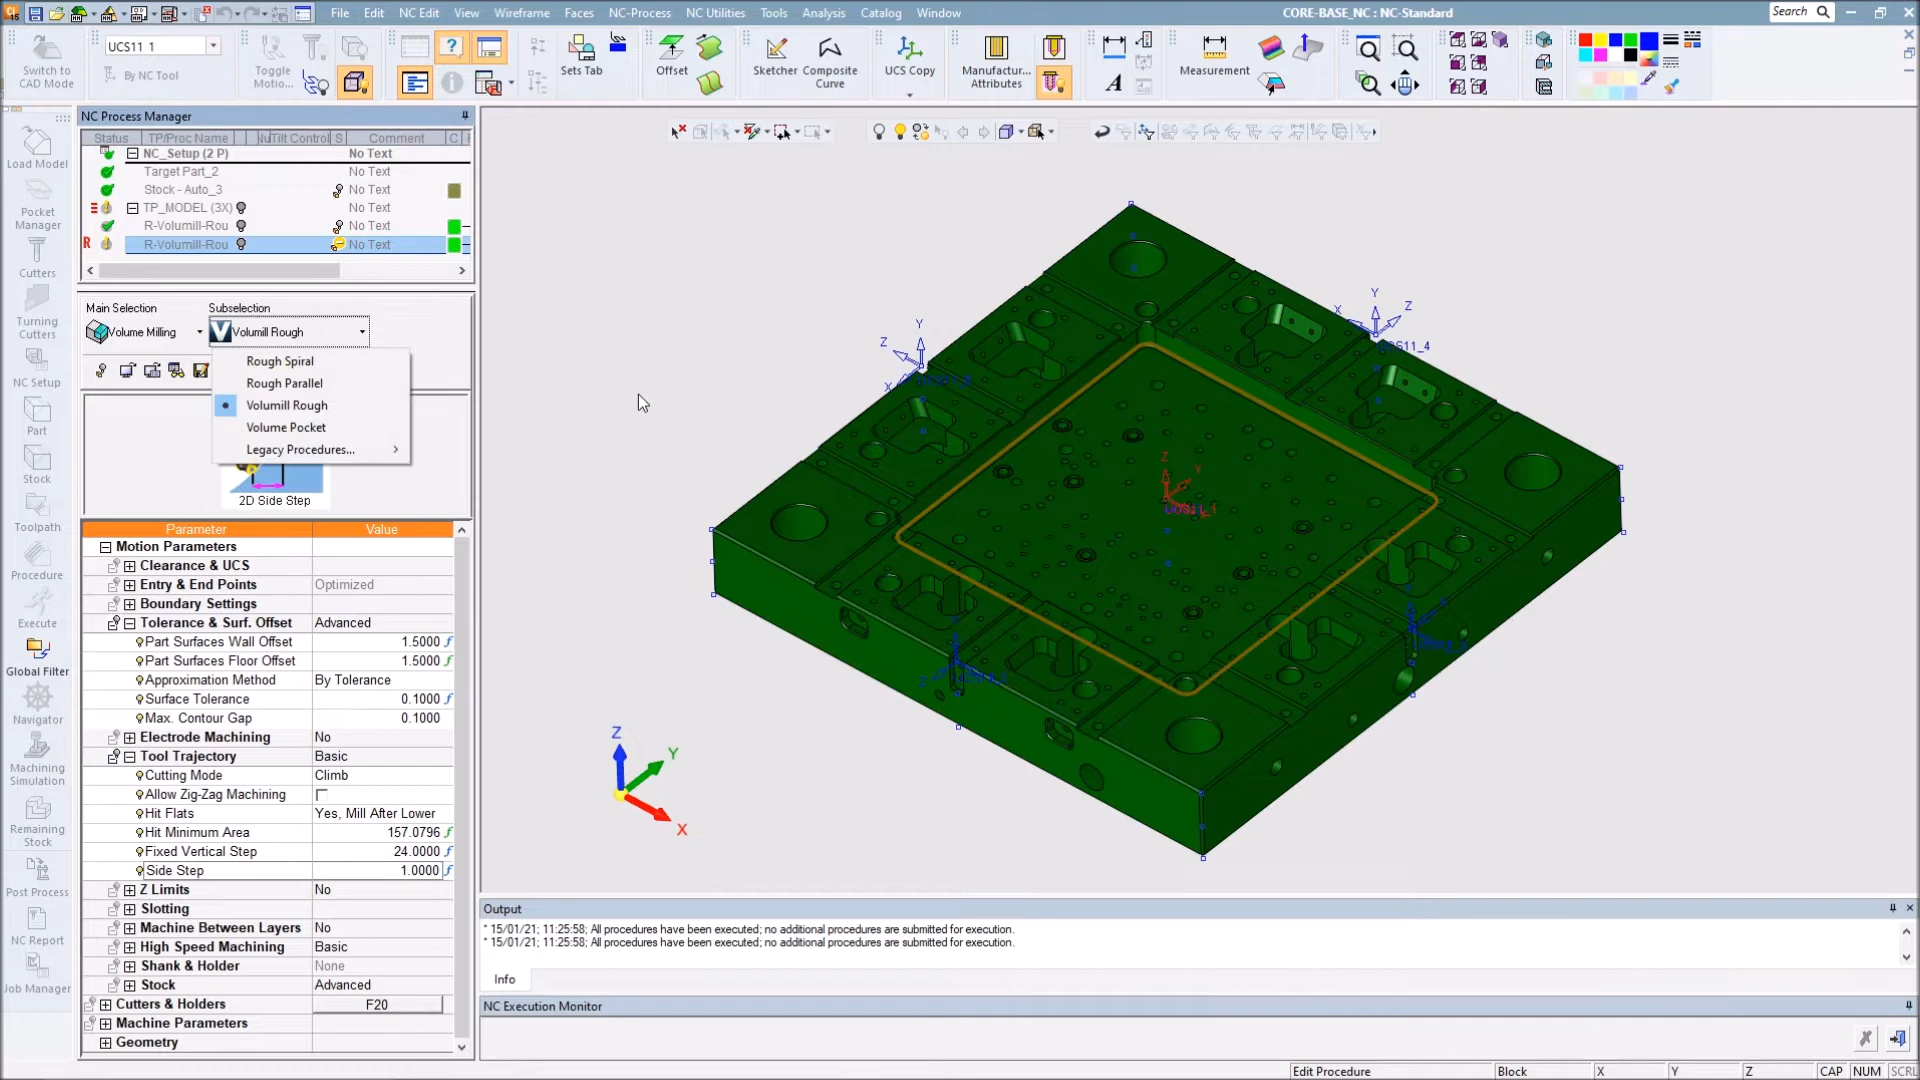 File Edit NC Edit View Wireframe Faces NC-Process NC Utilities Tools Analysis Catalog Window
CORE-BASE_NC : NC-Standard
Search
Switch to CAD Mode
UCS11 1
By NC Tool
Toggle Motion...
Sets Tab
Offset
Sketcher
Composite Curve
UCS Copy
Manufactur... Attributes
A
Measurement
NC Process Manager
Status TP/Proc Name Tilt Control S Comment C
NC_Setup (2 P) No Text
Target Part_2 No Text
Stock - Auto_3 No Text
TP_MODEL (3X) No Text
R-Volumill-Rou No Text
R R-Volumill-Rou No Text
Main Selection Subselection
Volume Milling Volumill Rough
Rough Spiral
Rough Parallel
Volumill Rough
Volume Pocket
Legacy Procedures...
2D Side Step
Parameter Value
Motion Parameters
Clearance & UCS
Entry & End Points Optimized
Boundary Settings
Tolerance & Surf. Offset Advanced
Part Surfaces Wall Offset 1.5000 f
Part Surfaces Floor Offset 1.5000 f
Approximation Method By Tolerance
Surface Tolerance 0.1000 f
Max. Contour Gap 0.1000
Electrode Machining No
Tool Trajectory Basic
Cutting Mode Climb
Allow Zig-Zag Machining
Hit Flats Yes, Mill After Lower
Hit Minimum Area 157.0796 f
Fixed Vertical Step 24.0000 f
Side Step 1.0000 f
Z Limits No
Slotting
Machine Between Layers No
High Speed Machining Basic
Shank & Holder None
Stock Advanced
Cutters & Holders F20
Machine Parameters
Geometry
Load Model
Pocket Manager
Cutters
Turning Cutters
NC Setup
Part
Stock
Toolpath
Procedure
Execute
Global Filter
Navigator
Machining Simulation
Remaining Stock
Post Process
NC Report
Job Manager
Y
Z
X
Y
Z
X
UCS11_4
Z
Y
UCS11_1
Z
Z
Y
X
Output
* 15/01/21; 11:25:58; All procedures have been executed; no additional procedures are submitted for execution.
* 15/01/21; 11:25:58; All procedures have been executed; no additional procedures are submitted for execution.
Info
NC Execution Monitor
Edit Procedure Block X Y Z CAP NUM SCRL